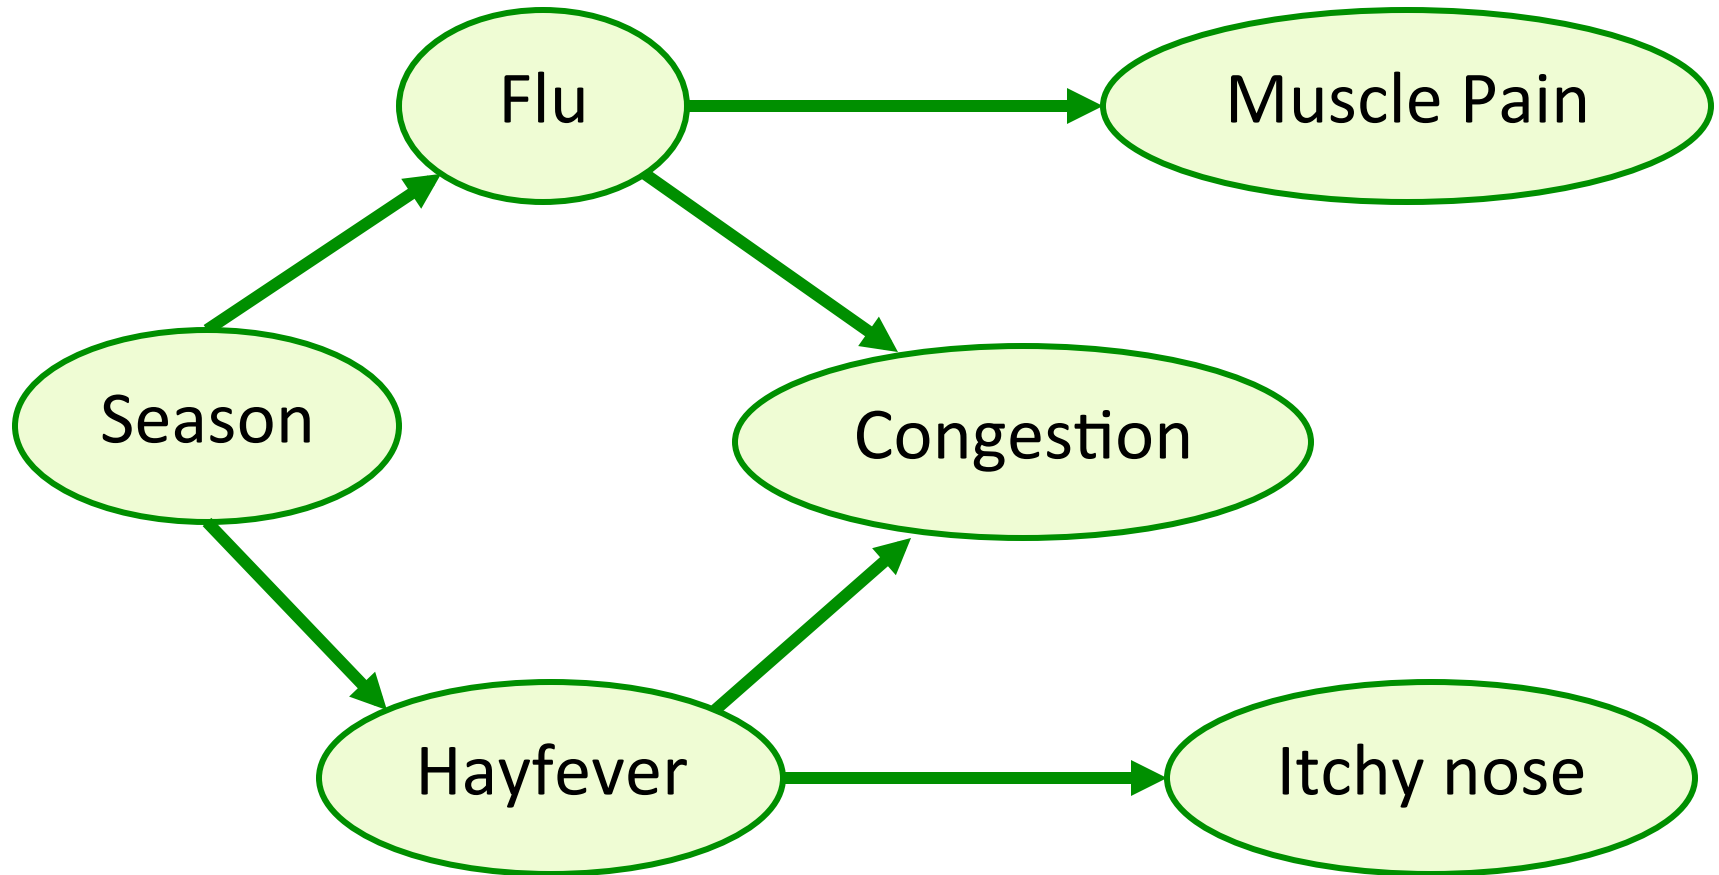 Flu
Muscle Pain
Season
Congestion
Hayfever
Itchy nose